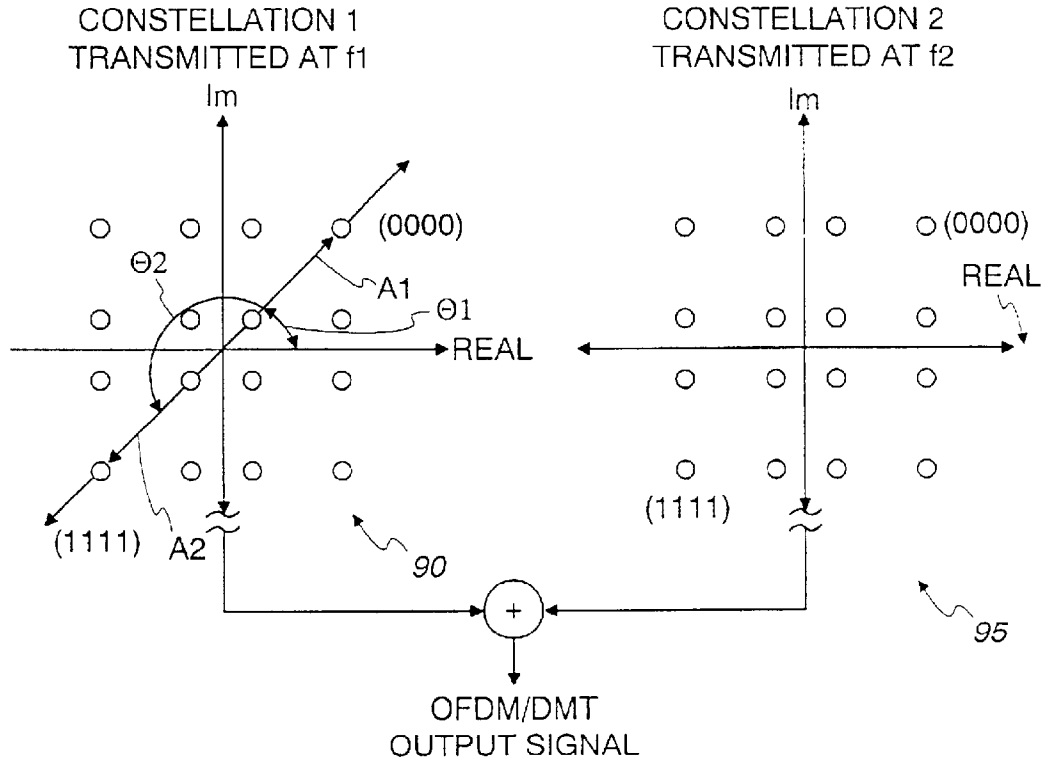 CONSTELLATION 1
TRANSMITTED AT f1
CONSTELLATION 2
TRANSMITTED AT f2
Im
Im
(0000)
(0000)
Θ2
A1
Θ1
REAL
REAL
(1111)
A2
90
(1111)
95
+
OFDM/DMT
OUTPUT SIGNAL